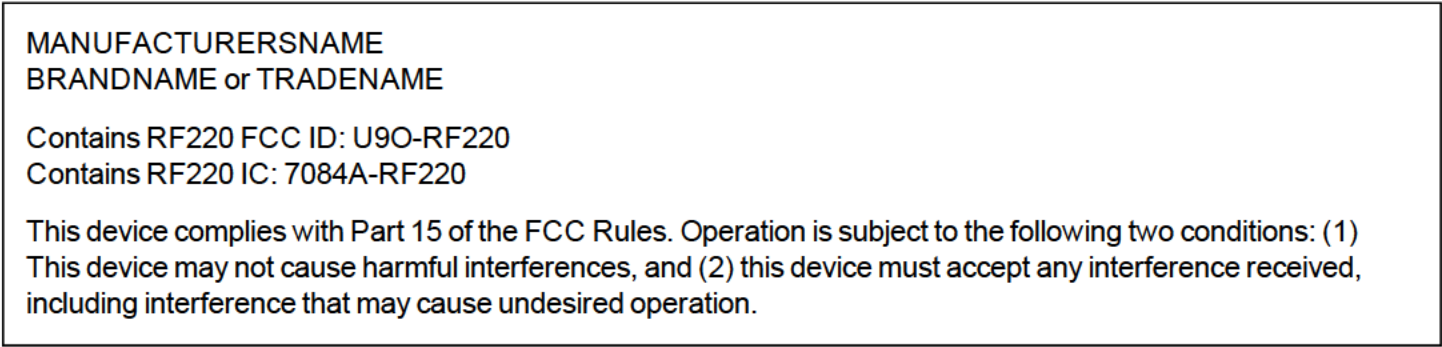 MANUFACTURERSNAME
BRANDNAME or TRADENAME
Contains RF220 FCC ID: U9O-RF220
Contains RF220 IC: 7084A-RF220
This device complies with Part 15 of the FCC Rules. Operation is subject to the following two conditions: (1)
This device may not cause harmful interferences, and (2) this device must accept any interference received,
including interference that may cause undesired operation.